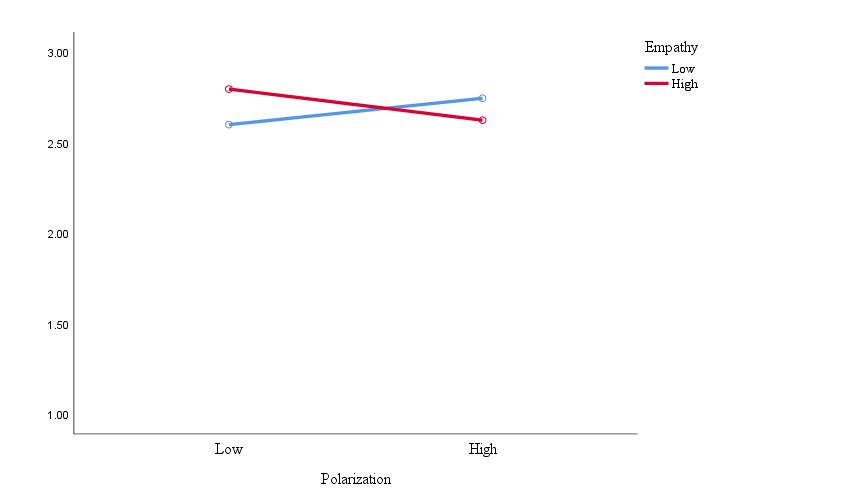 3.00
2.50
2.00
1.50
1.00
Low
High
Polarization
Empathy
Low
High